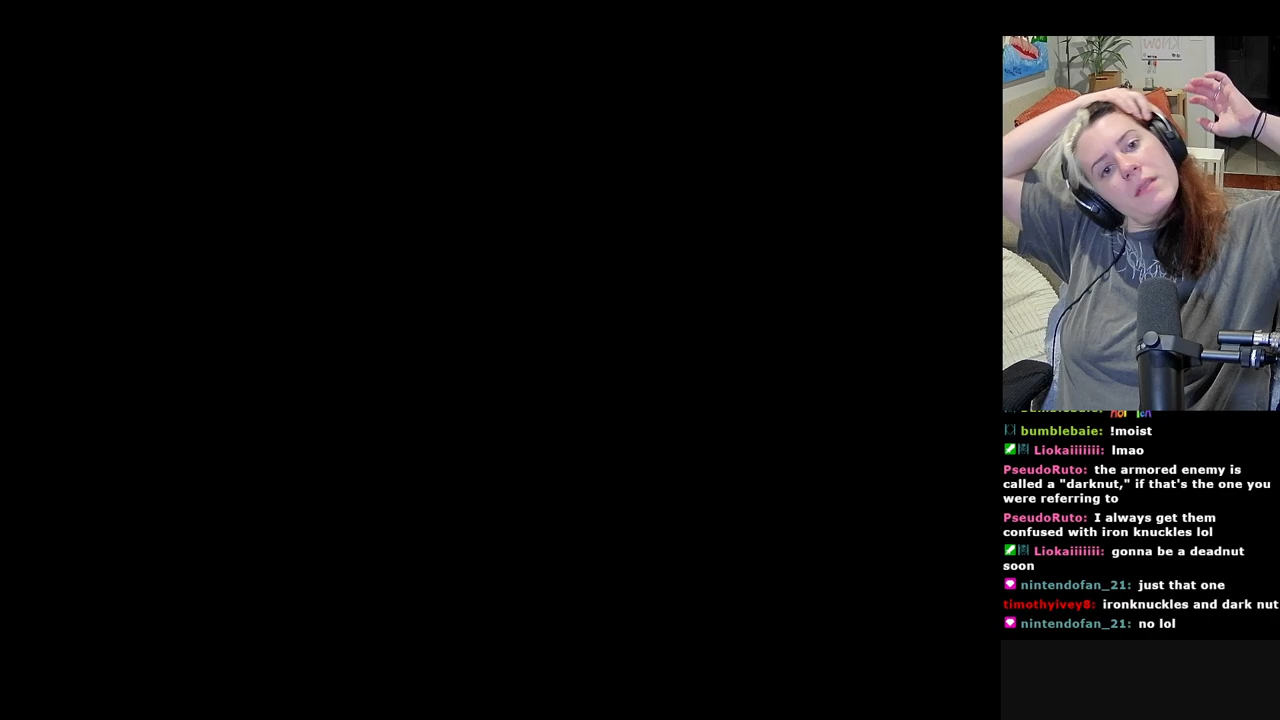 bumblebaie: !moist
Liokaiiiiiii: lmao
PseudoRuto: the armored enemy is
called a "darknut," if that's the one you
were referring to
PseudoRuto: I always get them
confused with iron knuckles lol
Liokaiiiiiii: gonna be a deadnut
soon
nintendofan_21: just that one
timothyivey8: ironknuckles and dark nut
nintendofan_21: no lol